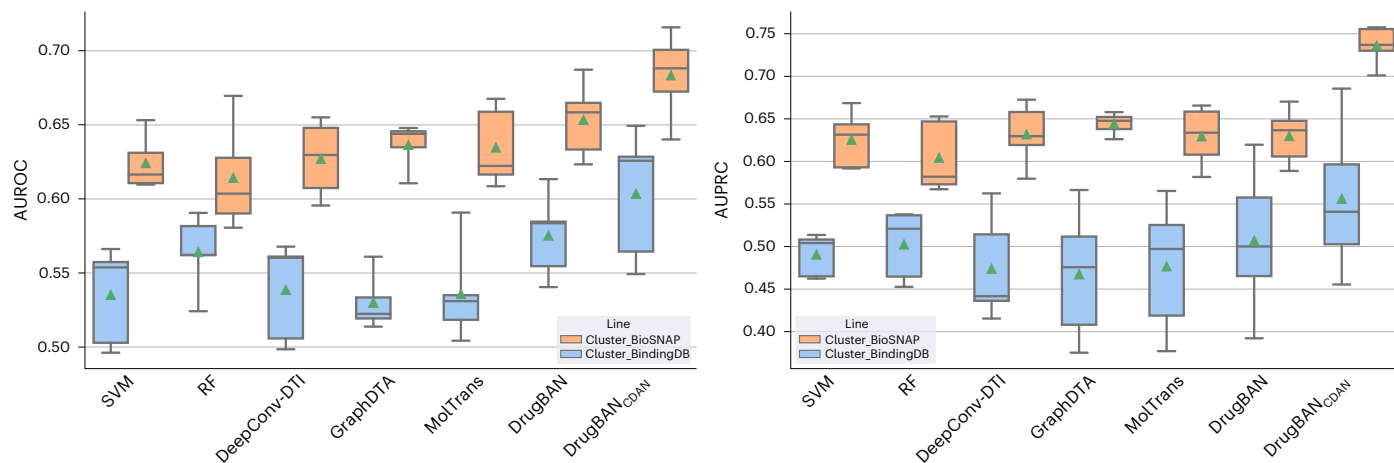 AUROC
0.70
0.65
0.60
0.55
0.50
Line
Cluster_BioSNAP
Cluster_BindingDB
SVM
RF
DeepConv-DTI
GraphDTA
MolTrans
DrugBAN
DrugBAN_CDAN
AUPRC
0.75
0.70
0.65
0.60
0.55
0.50
0.45
0.40
Line
Cluster_BioSNAP
Cluster_BindingDB
SVM
RF
DeepConv-DTI
GraphDTA
MolTrans
DrugBAN
DrugBAN_CDAN